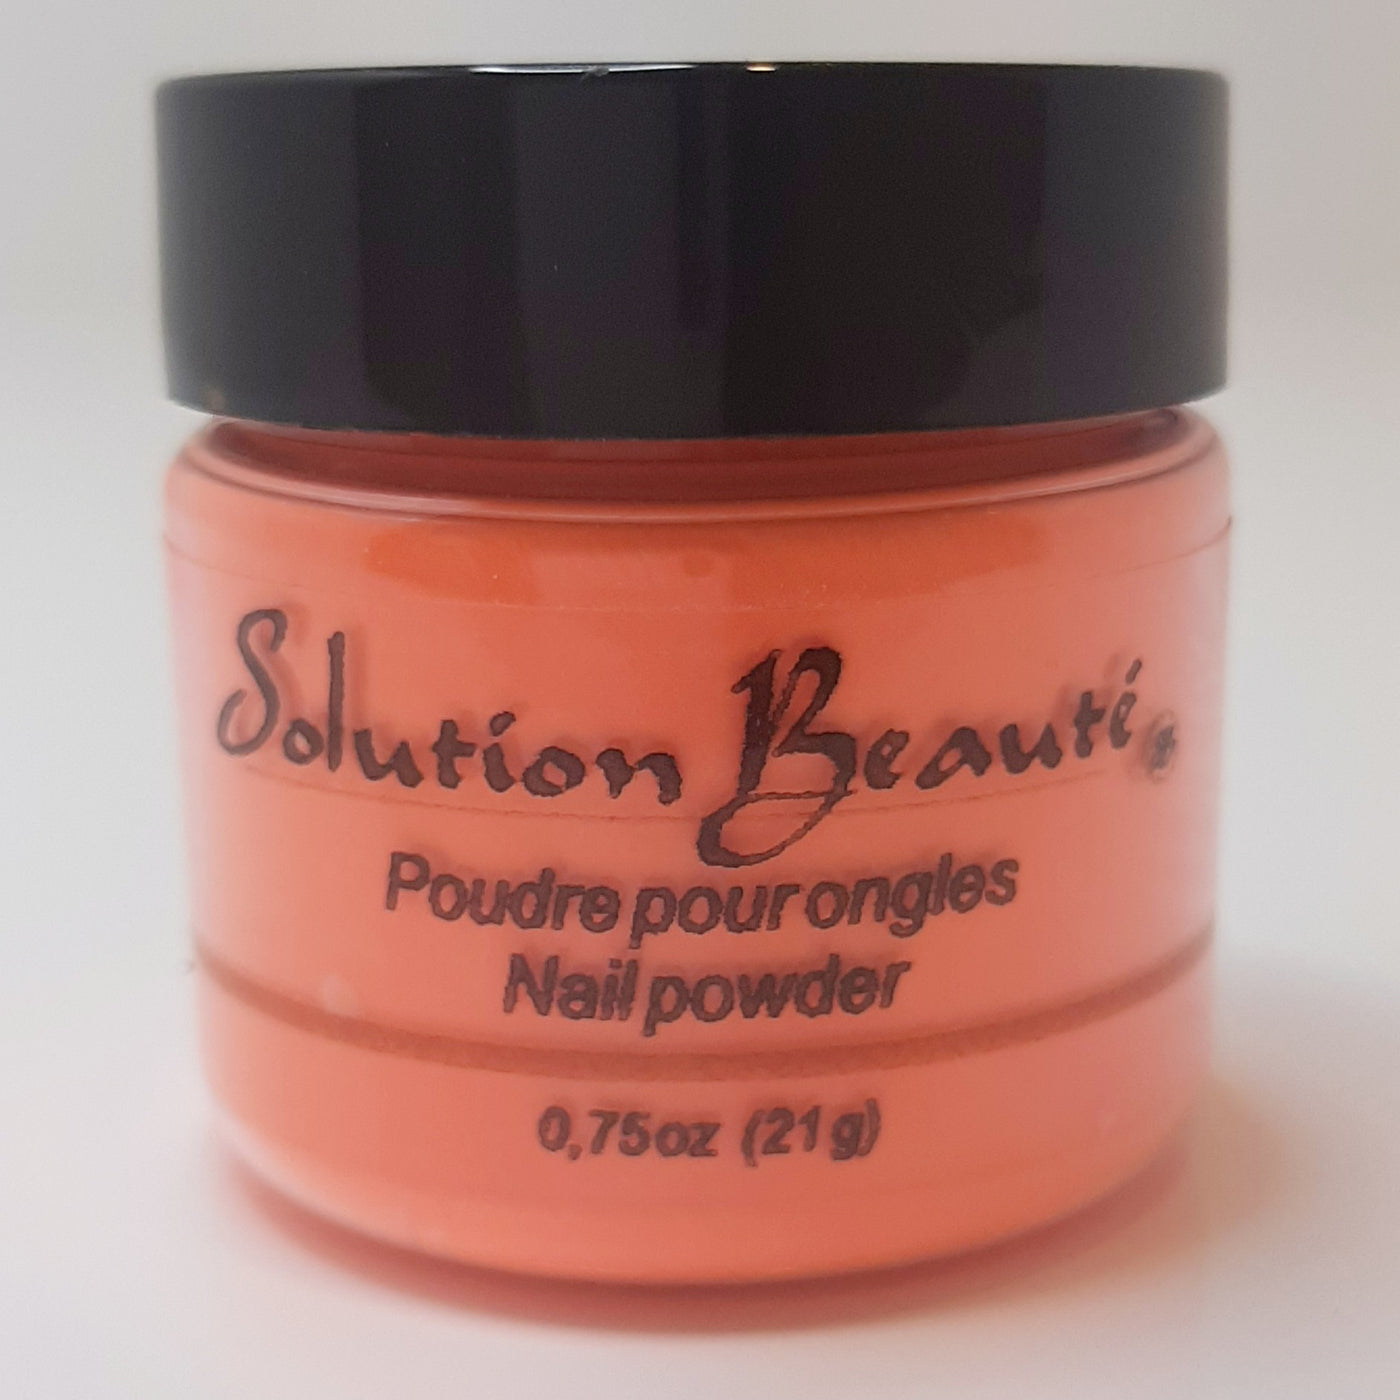 Solution Beauté®
Poudre pour ongles
Nail powder
0,75oz (21g)